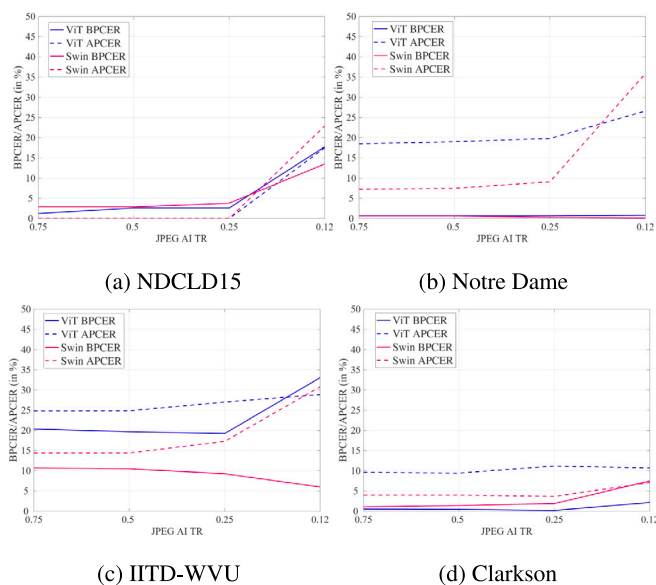 50
45
40
35
30
25
20
15
10
5
0
BPCER/APCER (in %)
ViT BPCER
ViT APCER
Swin BPCER
Swin APCER
0.75
0.5
0.25
0.12
JPEG AI TR
(a) NDCLD15
50
45
40
35
30
25
20
15
10
5
0
BPCER/APCER (in %)
ViT BPCER
ViT APCER
Swin BPCER
Swin APCER
0.75
0.5
0.25
0.12
JPEG AI TR
(b) Notre Dame
50
45
40
35
30
25
20
15
10
5
0
BPCER/APCER (in %)
ViT BPCER
ViT APCER
Swin BPCER
Swin APCER
0.75
0.5
0.25
0.12
JPEG AI TR
(c) IITD-WVU
50
45
40
35
30
25
20
15
10
5
0
BPCER/APCER (in %)
ViT BPCER
ViT APCER
Swin BPCER
Swin APCER
0.75
0.5
0.25
0.12
JPEG AI TR
(d) Clarkson